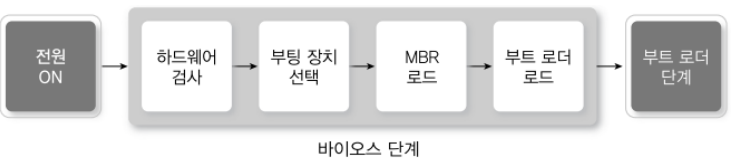 전원
ON
하드웨어
검사
부팅 장치
선택
MBR
로드
부트 로더
로드
부트 로더
단계
바이오스 단계